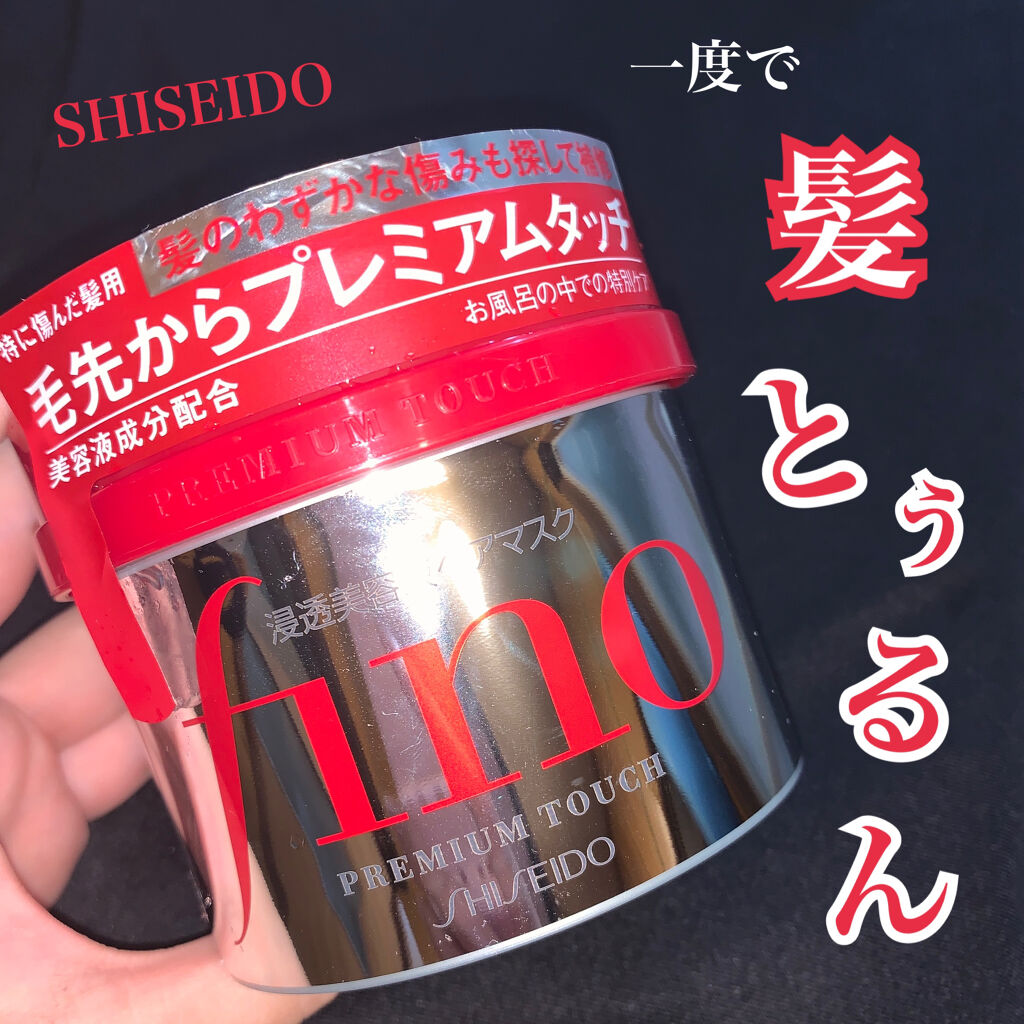 SHISEIDO
一度で
髪
とぅるん
髪のわずかな傷みも探して補修
特に傷んだ髪用
毛先からプレミアムタッチ
お風呂の中での特別ケア
美容液成分配合
PREMIUM TOUCH
浸透美容 ヘアマスク
fino
PREMIUM TOUCH
SHISEIDO